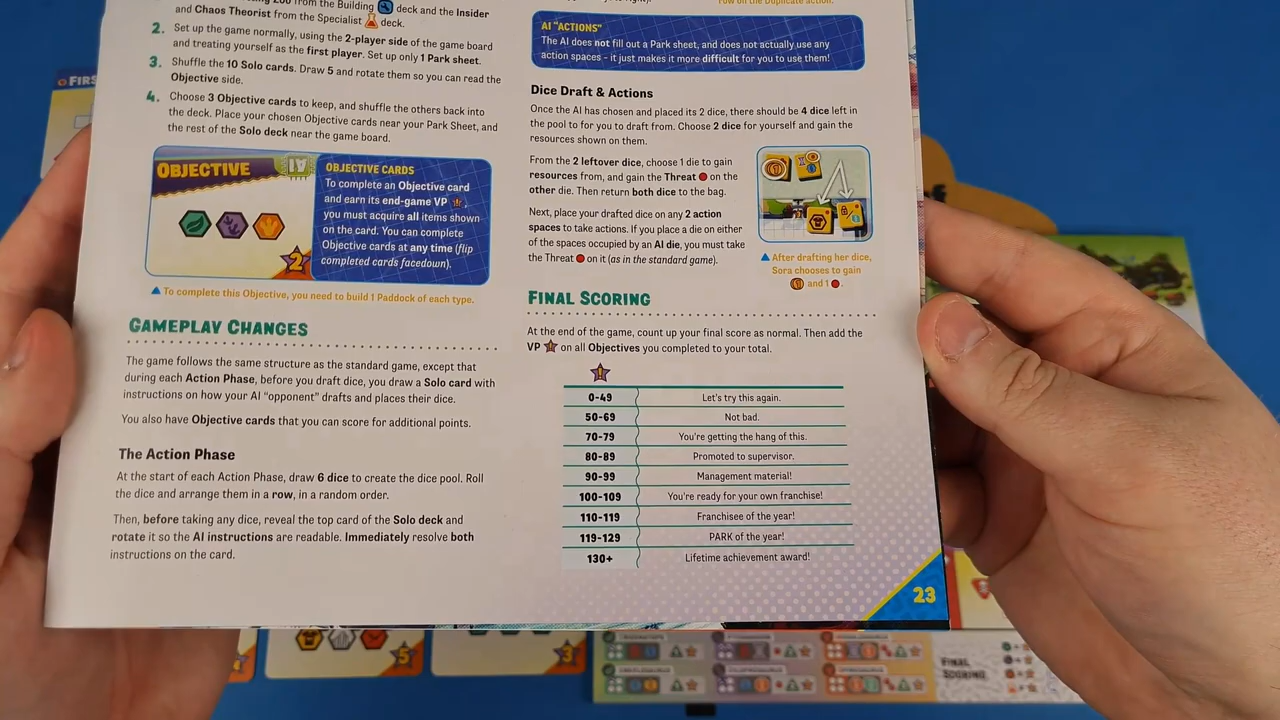 from the Building deck and the Insider
and Chaos Theorist from the Specialist deck.
2. Set up the game normally, using the 2-player side of the game board
and treating yourself as the first player. Set up only 1 Park sheet.
3. Shuffle the 10 Solo cards. Draw 5 and rotate them so you can read the
Objective side.
4. Choose 3 Objective cards to keep, and shuffle the others back into
the deck. Place your chosen Objective cards near your Park Sheet, and
the rest of the Solo deck near the game board.
OBJECTIVE
AI
2
OBJECTIVE CARDS
To complete an Objective card
and earn its end-game VP ,
you must acquire all items shown
on the card. You can complete
Objective cards at any time (flip
completed cards facedown).
To complete this Objective, you need to build 1 Paddock of each type.
GAMEPLAY CHANGES
The game follows the same structure as the standard game, except that
during each Action Phase, before you draft dice, you draw a Solo card with
instructions on how your AI “opponent” drafts and places their dice.
You also have Objective cards that you can score for additional points.
The Action Phase
At the start of each Action Phase, draw 6 dice to create the dice pool. Roll
the dice and arrange them in a row, in a random order.
Then, before taking any dice, reveal the top card of the Solo deck and
rotate it so the AI instructions are readable. Immediately resolve both
instructions on the card.
row on the Duplicate action.
AI "ACTIONS"
The AI does not fill out a Park sheet, and does not actually use any
action spaces – it just makes it more difficult for you to use them!
Dice Draft & Actions
Once the AI has chosen and placed its 2 dice, there should be 4 dice left in
the pool to for you to draft from. Choose 2 dice for yourself and gain the
resources shown on them.
From the 2 leftover dice, choose 1 die to gain
resources from, and gain the Threat on the
other die. Then return both dice to the bag.
Next, place your drafted dice on any 2 action
spaces to take actions. If you place a die on either
of the spaces occupied by an AI die, you must take
the Threat on it (as in the standard game).
After drafting her dice,
Sora chooses to gain
and 1 .
FINAL SCORING
At the end of the game, count up your final score as normal. Then add the
VP on all Objectives you completed to your total.
0-49 Let's try this again.
50-69 Not bad.
70-79 You're getting the hang of this.
80-89 Promoted to supervisor.
90-99 Management material!
100-109 You're ready for your own franchise!
110-119 Franchisee of the year!
119-129 PARK of the year!
130+ Lifetime achievement award!
23
FIRS
5
3
FINAL
SCORING